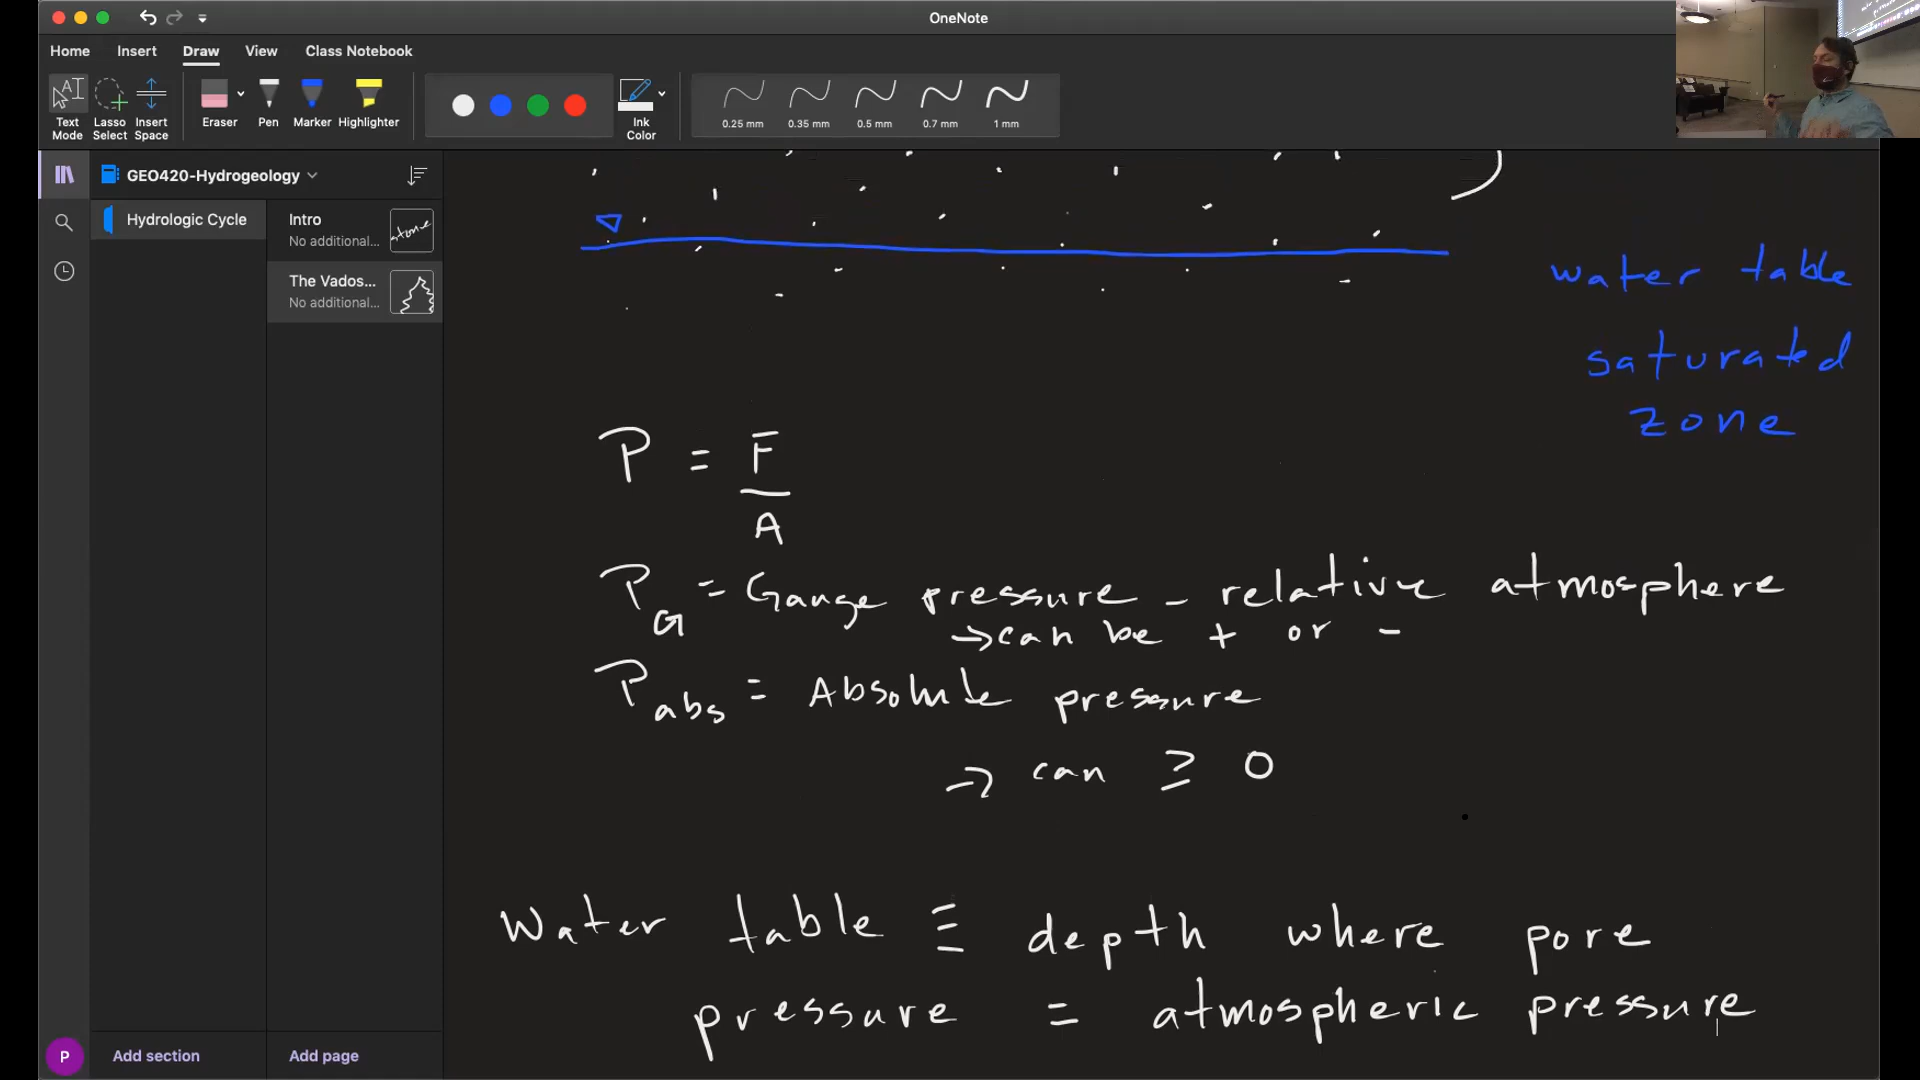 OneNote
Home Insert Draw View Class Notebook
Text Mode
Lasso Select
Insert Space
Eraser
Pen
Marker
Highlighter
Ink Color
0.25 mm
0.35 mm
0.5 mm
0.7 mm
1 mm
GEO420-Hydrogeology
Hydrologic Cycle
Intro
No additional...
atone
The Vados...
No additional...
water table
saturated
zone
P = F
A
P_G = Gauge pressure - relative atmosphere
→ can be + or -
P_abs = Absolute pressure
→ can ≥ 0
Water table ≡ depth where pore
pressure = atmospheric pressure
P
Add section
Add page